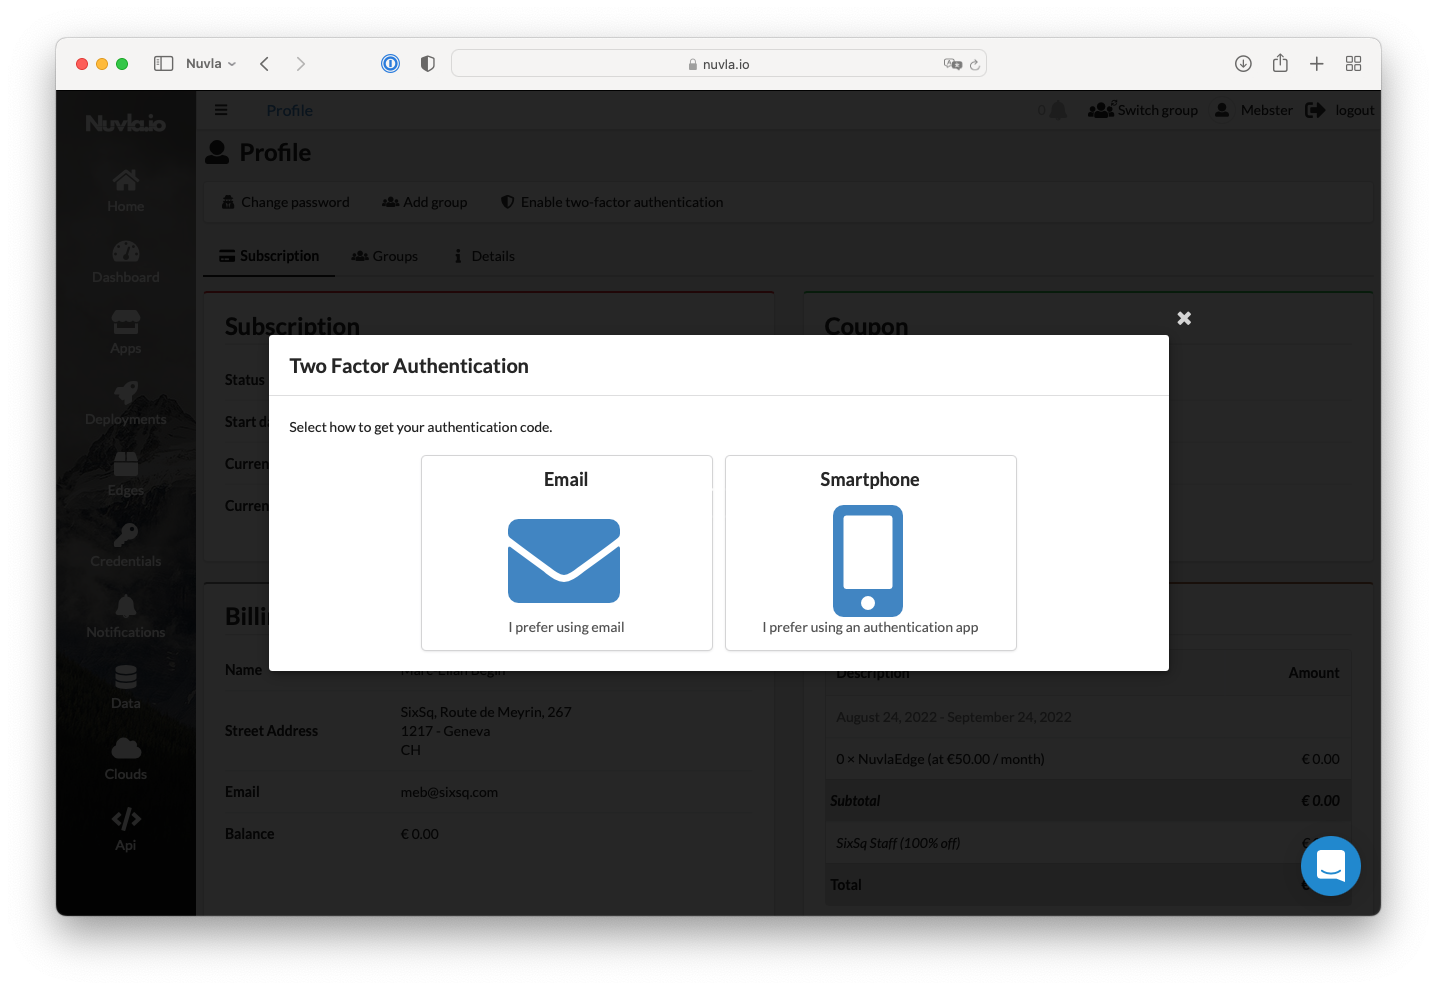 Nuvla
nuvla.io
Nuvla.io
Profile
0
Switch group
Mebster
logout
Profile
Home
Change password
Add group
Enable two-factor authentication
Subscription
Groups
Details
Dashboard
Subscription
Coupon
Apps
Two Factor Authentication
Status
Start da
Deployments
Select how to get your authentication code.
Curren
Edges
Curren
Email
Smartphone
I prefer using email
I prefer using an authentication app
Credentials
Billi
Notifications
Name
Description
Amount
Data
August 24, 2022 - September 24, 2022
Street Address
SixSq, Route de Meyrin, 267
1217 - Geneva
CH
0 × NuvlaEdge (at €50.00 / month)
€ 0.00
Clouds
Email
meb@sixsq.com
Subtotal
€ 0.00
Balance
€ 0.00
SixSq Staff (100% off)
€
Api
Total
€